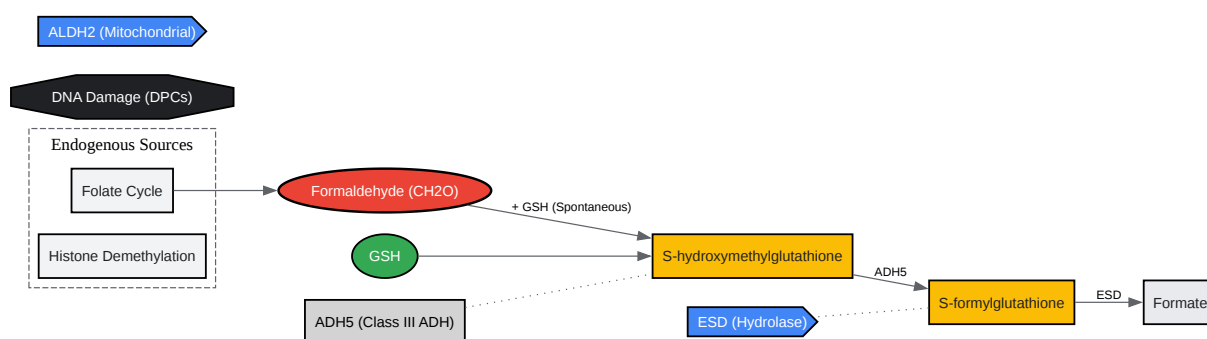 ALDH2 (Mitochondrial)
DNA Damage (DPCs)
Endogenous Sources
Folate Cycle
Formaldehyde (CH2O)
+ GSH (Spontaneous)
Histone Demethylation
GSH
S-hydroxymethylglutathione
ADH5
ADH5 (Class III ADH)
ESD (Hydrolase)
S-formylglutathione
ESD
Formate